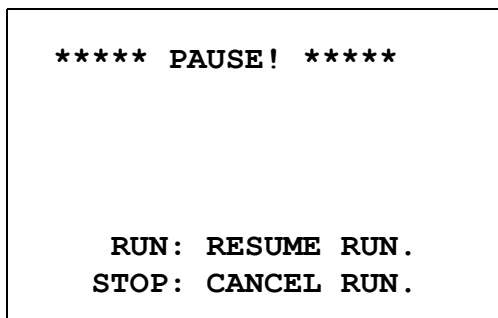 ***** PAUSE! *****
RUN: RESUME RUN.
STOP: CANCEL RUN.